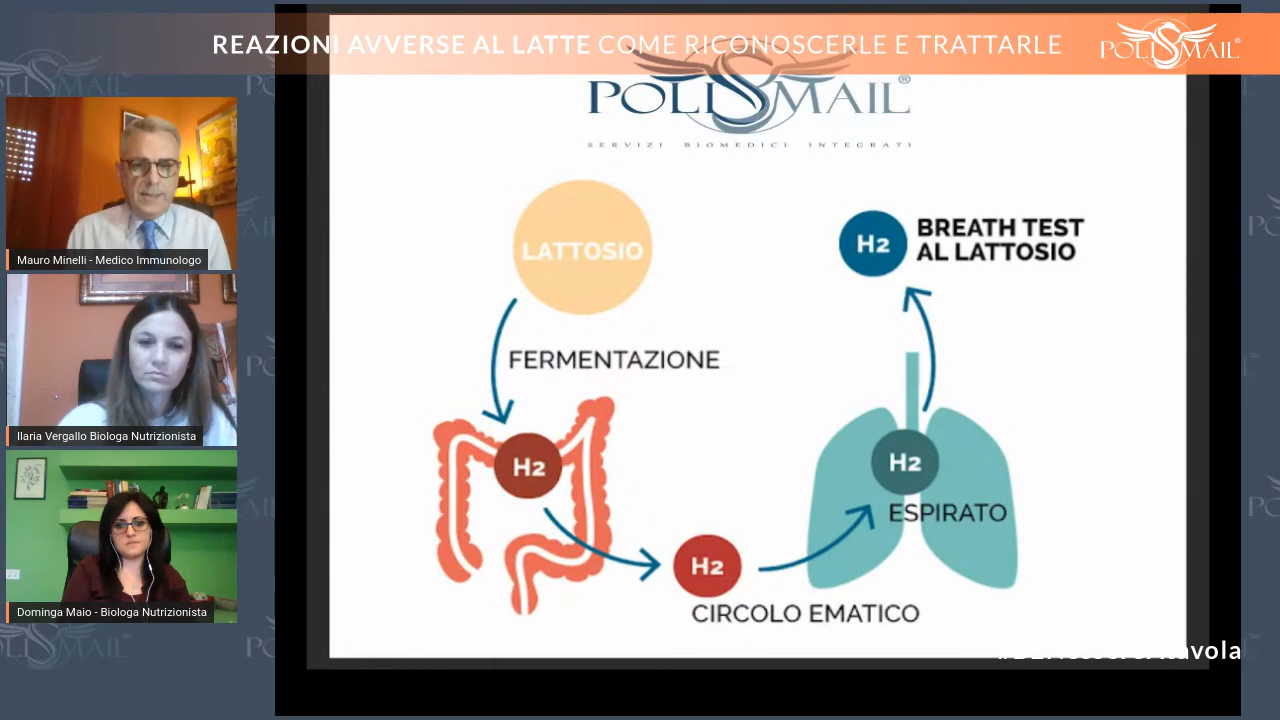 REAZIONI AVVERSE AL LATTE COME RICONOSCERLE E TRATTARLE
POLISMAIL®
POLISMAIL®
SERVIZI BIOMEDICI INTEGRATI
Mauro Minelli - Medico Immunologo
Ilaria Vergallo Biologa Nutrizionista
Dominga Maio - Biologa Nutrizionista
LATTOSIO
FERMENTAZIONE
H2
H2
CIRCOLO EMATICO
H2
ESPIRATO
H2
BREATH TEST
AL LATTOSIO